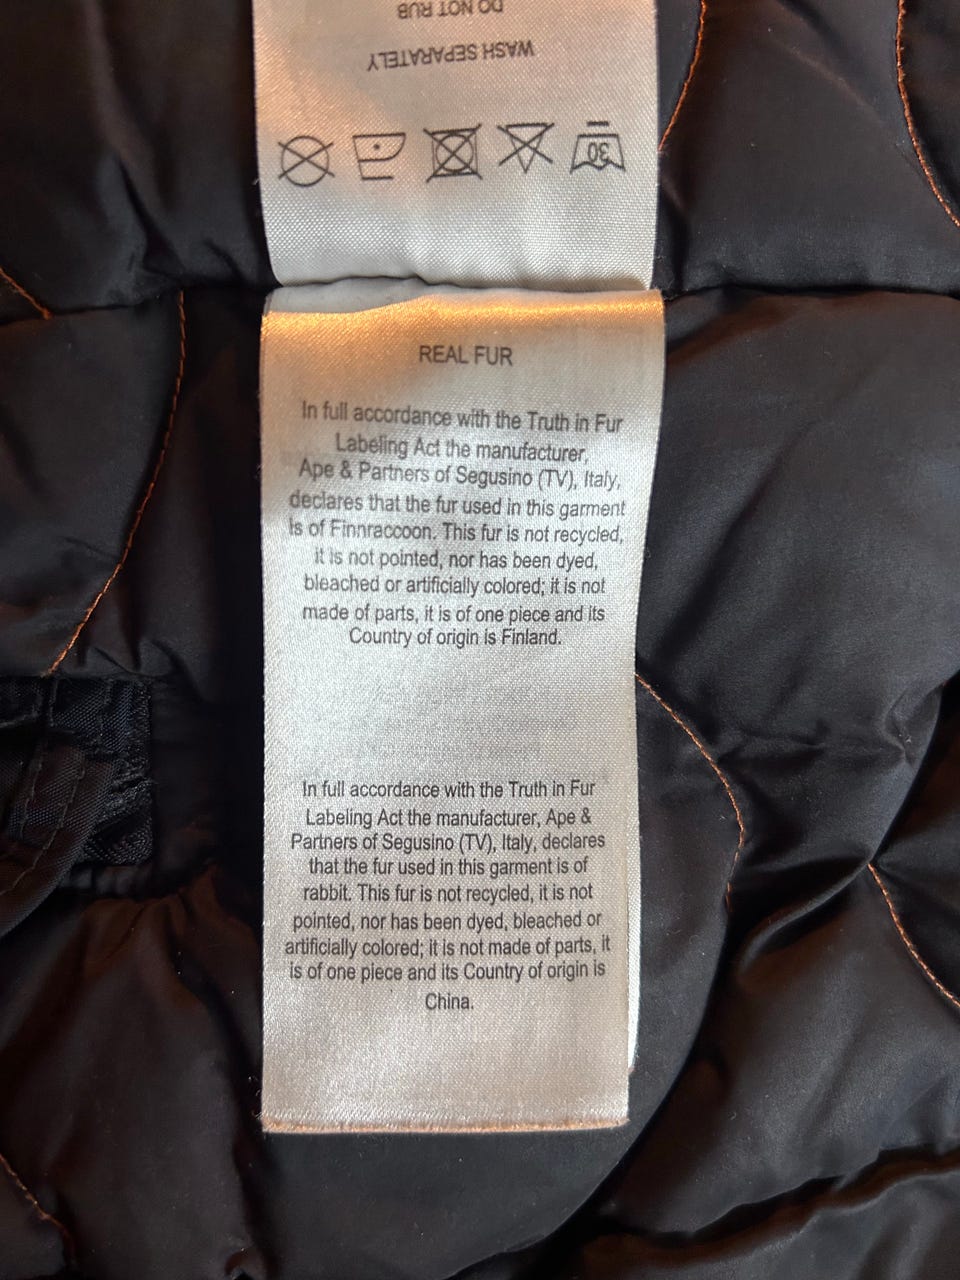 DO NOT RUB
WASH SEPARATELY
30
REAL FUR
In full accordance with the Truth in Fur
Labeling Act the manufacturer,
Ape & Partners of Segusino (TV), Italy,
declares that the fur used in this garment
is of Finnraccoon. This fur is not recycled,
it is not pointed, nor has been dyed,
bleached or artificially colored; it is not
made of parts, it is of one piece and its
Country of origin is Finland.
In full accordance with the Truth in Fur
Labeling Act the manufacturer, Ape &
Partners of Segusino (TV), Italy, declares
that the fur used in this garment is of
rabbit. This fur is not recycled, it is not
pointed, nor has been dyed, bleached or
artificially colored; it is not made of parts, it
is of one piece and its Country of origin is
China.